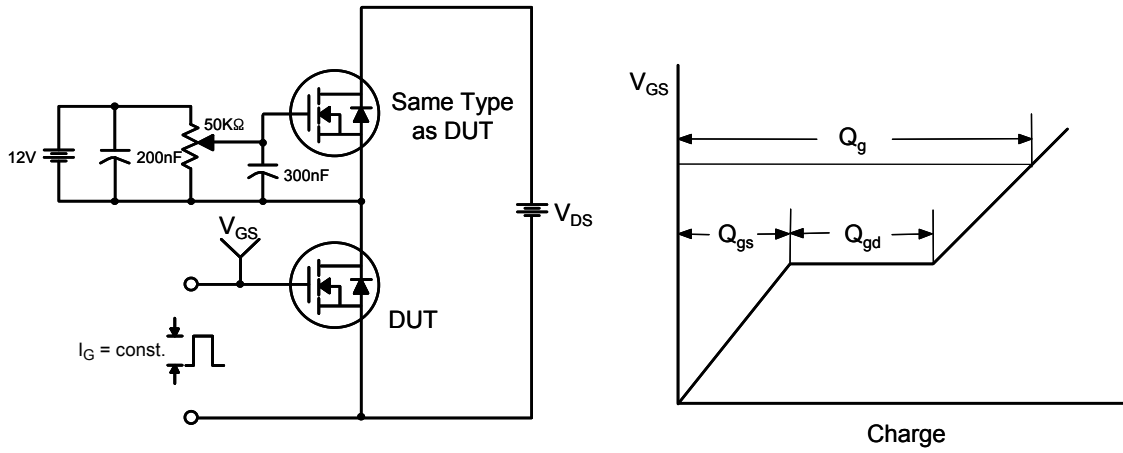 12V
200nF
50KΩ
300nF
Same Type
as DUT
V_DS
V_GS
DUT
I_G = const.
V_GS
Q_g
Q_gs
Q_gd
Charge